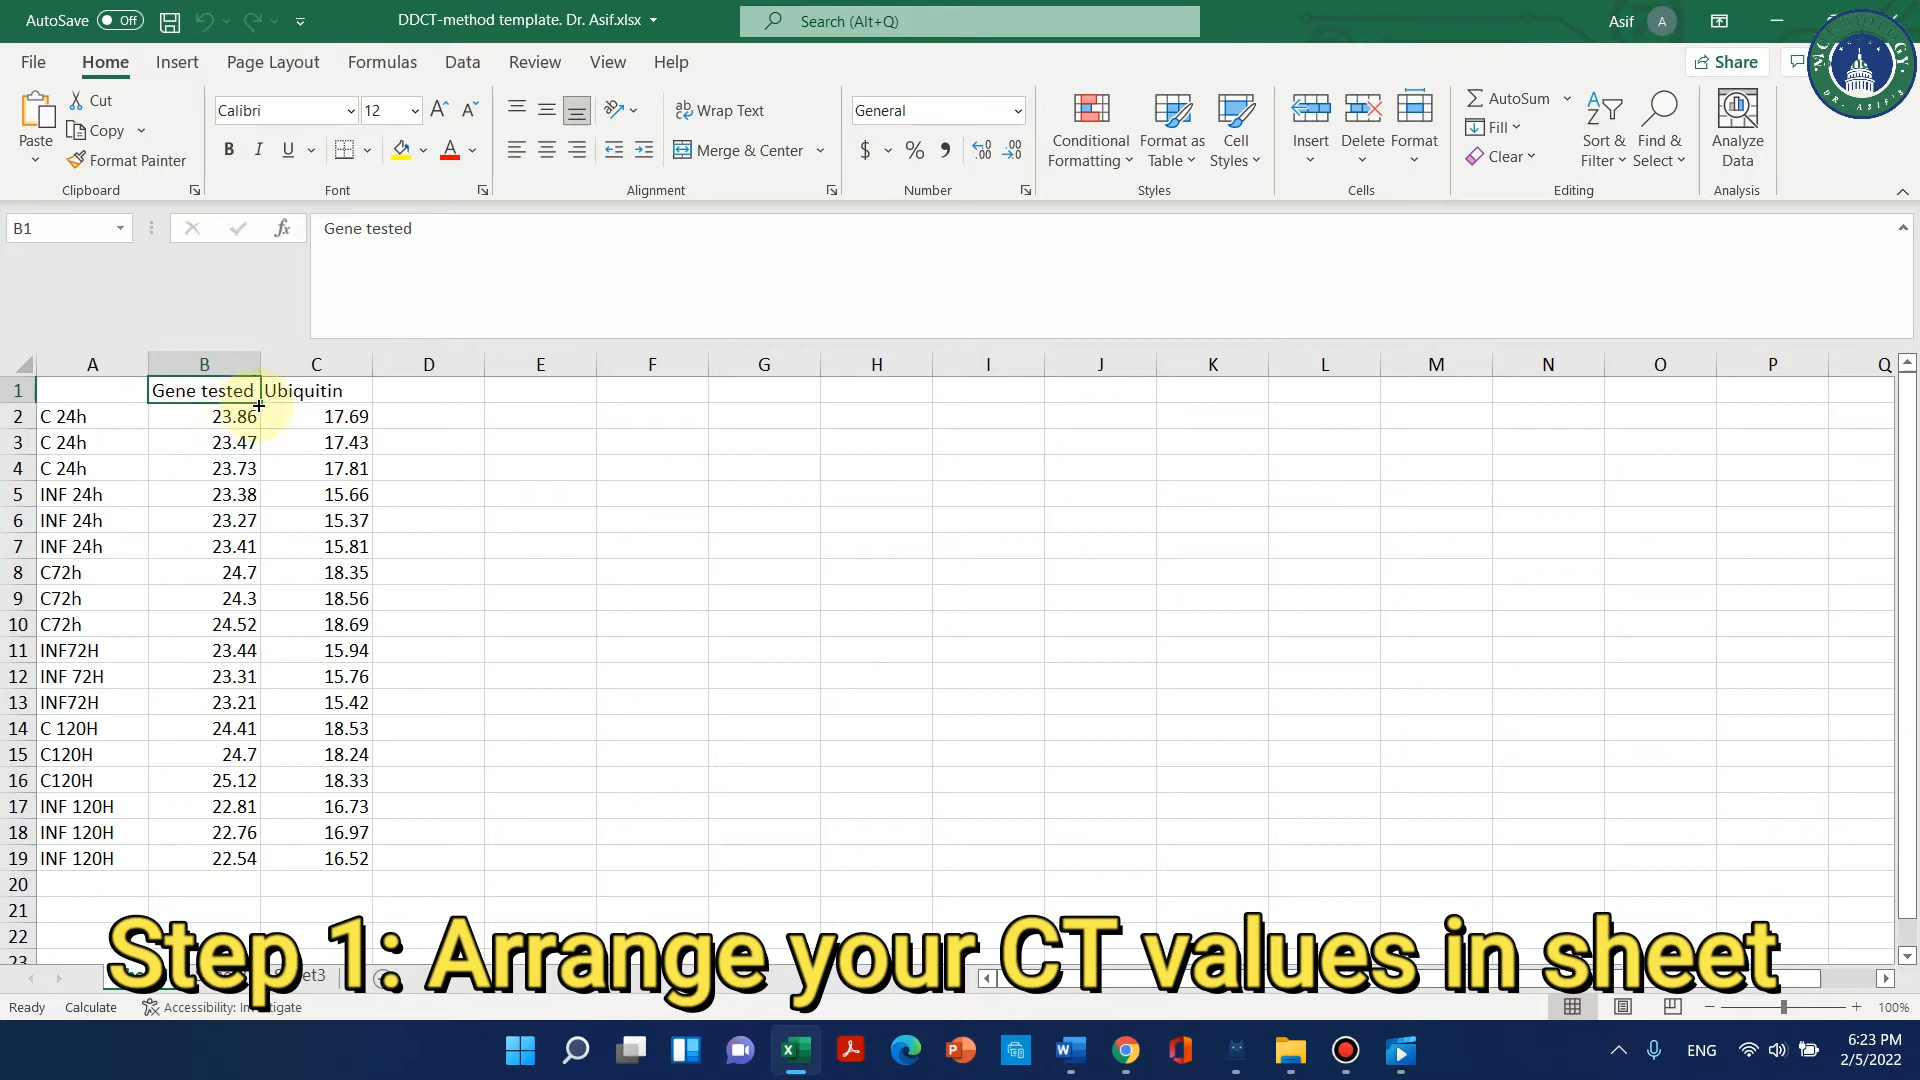 AutoSave Off DDCT-method template. Dr. Asif.xlsx Search (Alt+Q) Asif A
File Home Insert Page Layout Formulas Data Review View Help Share
Paste Cut Calibri 12 Wrap Text General Conditional Formatting Format as Table Cell Styles Insert Delete Format AutoSum Sort & Filter Find & Select Analyze Data
Copy Fill
Format Painter B I U Merge & Center $ % Clear
Clipboard Font Alignment Number Styles Cells Editing Analysis
B1 fx Gene tested
A B C D E F G H I J K L M N O P Q
1 Gene tested Ubiquitin
2 C 24h 23.86 17.69
3 C 24h 23.47 17.43
4 C 24h 23.73 17.81
5 INF 24h 23.38 15.66
6 INF 24h 23.27 15.37
7 INF 24h 23.41 15.81
8 C72h 24.7 18.35
9 C72h 24.3 18.56
10 C72h 24.52 18.69
11 INF72H 23.44 15.94
12 INF 72H 23.31 15.76
13 INF72H 23.21 15.42
14 C 120H 24.41 18.53
15 C120H 24.7 18.24
16 C120H 25.12 18.33
17 INF 120H 22.81 16.73
18 INF 120H 22.76 16.97
19 INF 120H 22.54 16.52
20
21
22
23
Step 1: Arrange your CT values in sheet
Ready Calculate Accessibility: Investigate 100%
ENG 6:23 PM
2/5/2022